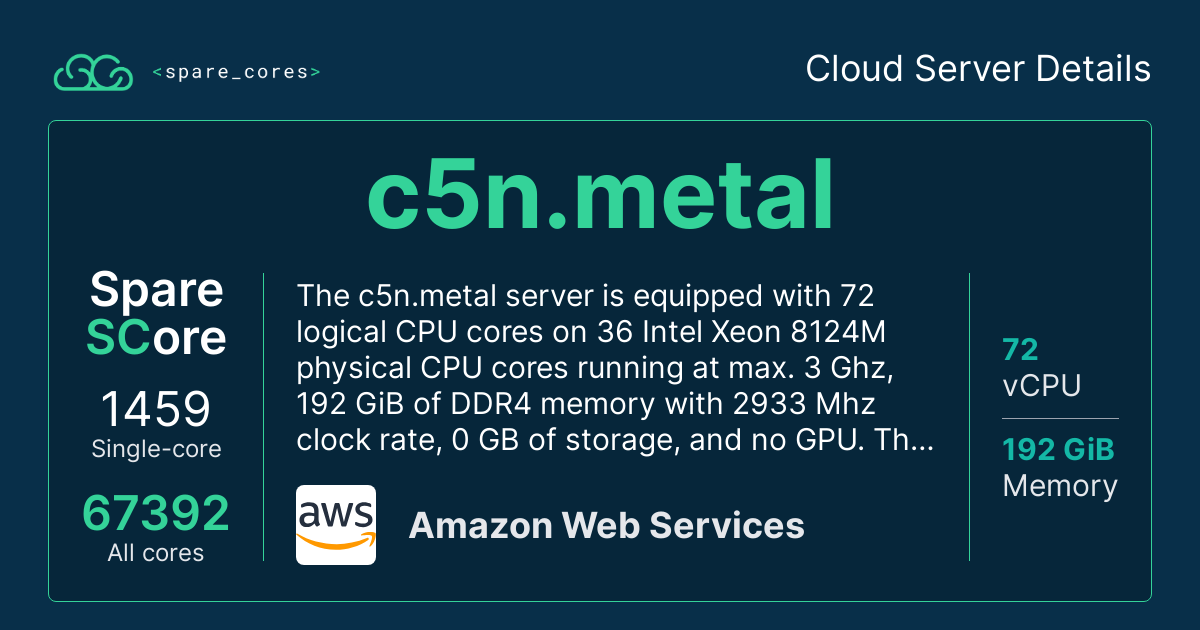 <spare_cores>
Cloud Server Details
c5n.metal
Spare
SCore
1459
Single-core
67392
All cores
The c5n.metal server is equipped with 72
logical CPU cores on 36 Intel Xeon 8124M
physical CPU cores running at max. 3 Ghz,
192 GiB of DDR4 memory with 2933 Mhz
clock rate, 0 GB of storage, and no GPU. Th...
aws
Amazon Web Services
72
vCPU
192 GiB
Memory